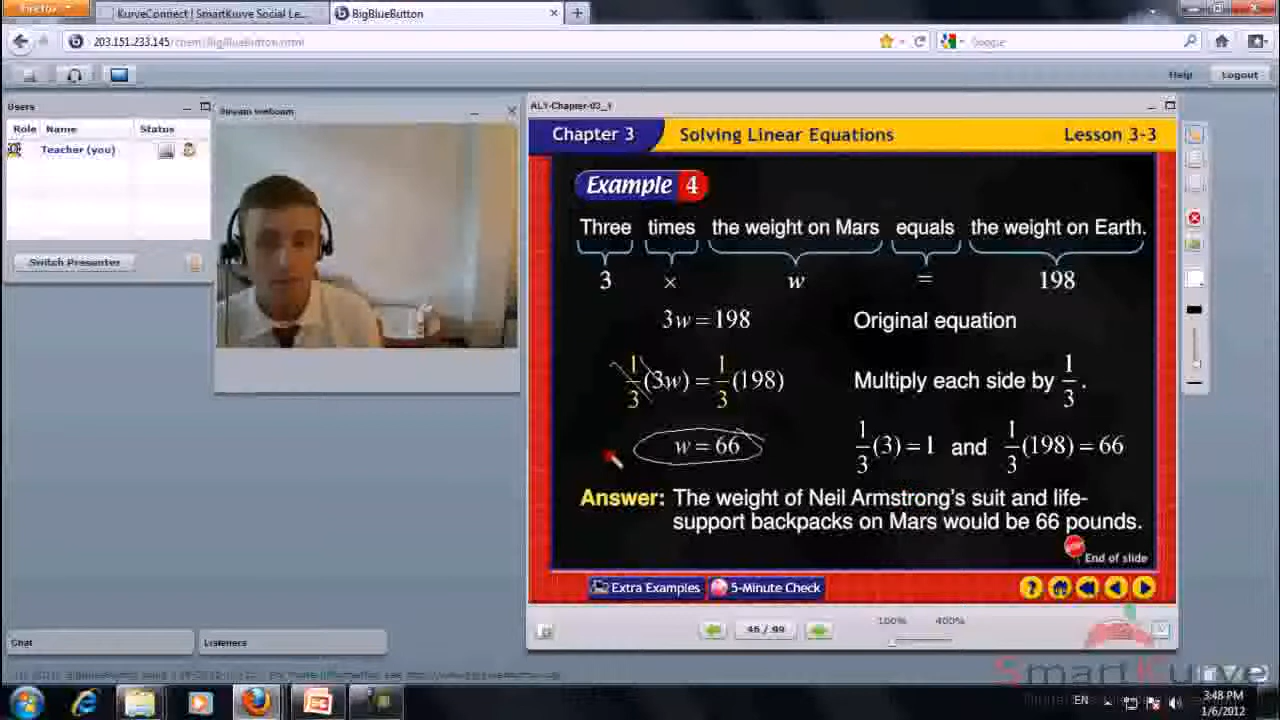 Firefox
KurveConnect | SmartKurve Social Le...
BigBlueButton
203.151.233.145/client/BigBlueButton.html
Google
Help
Logout
Users
Role Name Status
Teacher (you)
Switch Presenter
ALY-Chapter-03_1
Chapter 3
Solving Linear Equations
Lesson 3-3
Example 4
Three times the weight on Mars equals the weight on Earth.
3 × w = 198
3w = 198 Original equation
1/3(3w) = 1/3(198) Multiply each side by 1/3.
w = 66 1/3(3) = 1 and 1/3(198) = 66
Answer: The weight of Neil Armstrong's suit and life-
support backpacks on Mars would be 66 pounds.
End of slide
Extra Examples
5-Minute Check
?
46 / 99
100% 400%
Chat
Listeners
SmartKurve
EN
3:48 PM
1/6/2012